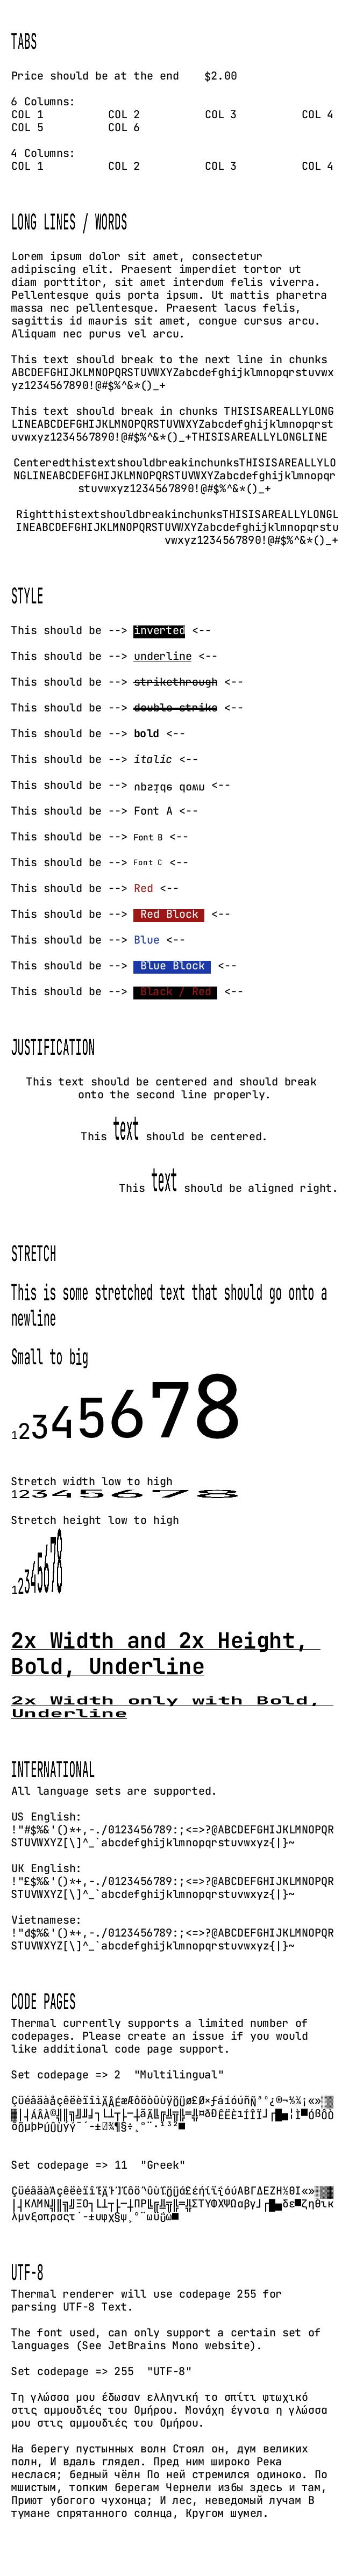 TABS
Price should be at the end    $2.00
6 Columns:
COL 1          COL 2          COL 3          COL 4
COL 5          COL 6
4 Columns:
COL 1          COL 2          COL 3          COL 4
LONG LINES / WORDS
Lorem ipsum dolor sit amet, consectetur
adipiscing elit. Praesent imperdiet tortor ut
diam porttitor, sit amet interdum felis viverra.
Pellentesque quis porta ipsum. Ut mattis pharetra
massa nec pellentesque. Praesent lacus felis,
sagittis id mauris sit amet, congue cursus arcu.
Aliquam nec purus vel arcu.
This text should break to the next line in chunks
ABCDEFGHIJKLMNOPQRSTUVWXYZabcdefghijklmnopqrstuvwx
yz1234567890!@#$%^&*()_+
This text should break in chunks THISISAREALLYLONG
LINEABCDEFGHIJKLMNOPQRSTUVWXYZabcdefghijklmnopqrst
uvwxyz1234567890!@#$%^&*()_+THISISAREALLYLONGLINE
CenteredthistextshouldbreakinchunksTHISISAREALLYLO
NGLINEABCDEFGHIJKLMNOPQRSTUVWXYZabcdefghijklmnopqr
stuvwxyz1234567890!@#$%^&*()_+
RightthistextshouldbreakinchunksTHISISAREALLYLONGL
INEABCDEFGHIJKLMNOPQRSTUVWXYZabcdefghijklmnopqrstu
vwxyz1234567890!@#$%^&*()_+
STYLE
This should be --> inverted <--
This should be --> underline <--
This should be --> strikethrough <--
This should be --> double strike <--
This should be --> bold <--
This should be --> italic <--
This should be --> upside down <--
This should be --> Font A <--
This should be --> Font B <--
This should be --> Font C <--
This should be --> Red <--
This should be --> Red Block <--
This should be --> Blue <--
This should be --> Blue Block <--
This should be --> Black / Red <--
JUSTIFICATION
This text should be centered and should break
onto the second line properly.
This text should be centered.
This text should be aligned right.
STRETCH
This is some stretched text that should go onto a
newline
Small to big
12345678
Stretch width low to high
12345678
Stretch height low to high
12345678
2x Width and 2x Height,
Bold, Underline
2x Width only with Bold,
Underline
INTERNATIONAL
All language sets are supported.
US English:
!"#$%&'()*+,-./0123456789:;<=>?@ABCDEFGHIJKLMNOPQR
STUVWXYZ[\]^_`abcdefghijklmnopqrstuvwxyz{|}~
UK English:
!"£$%&'()*+,-./0123456789:;<=>?@ABCDEFGHIJKLMNOPQR
STUVWXYZ[\]^_`abcdefghijklmnopqrstuvwxyz{|}~
Vietnamese:
!"₫$%&'()*+,-./0123456789:;<=>?@ABCDEFGHIJKLMNOPQR
STUVWXYZ[\]^_`abcdefghijklmnopqrstuvwxyz{|}~
CODE PAGES
Thermal currently supports a limited number of
codepages. Please create an issue if you would
like additional code page support.
Set codepage => 2  "Multilingual"
Set codepage => 11  "Greek"
UTF-8
Thermal renderer will use codepage 255 for
parsing UTF-8 Text.
The font used, can only support a certain set of
languages (See JetBrains Mono website).
Set codepage => 255  "UTF-8"
Τη γλώσσα μου έδωσαν ελληνική το σπίτι φτωχικό
στις αμμουδιές του Ομήρου. Μονάχη έγνοια η γλώσσα
μου στις αμμουδιές του Ομήρου.
На берегу пустынных волн Стоял он, дум великих
полн, И вдаль глядел. Пред ним широко Река
неслася; бедный чёлн По ней стремился одиноко. По
мшистым, топким берегам Чернели избы здесь и там,
Приют убогого чухонца; И лес, неведомый лучам В
тумане спрятанного солнца, Кругом шумел.